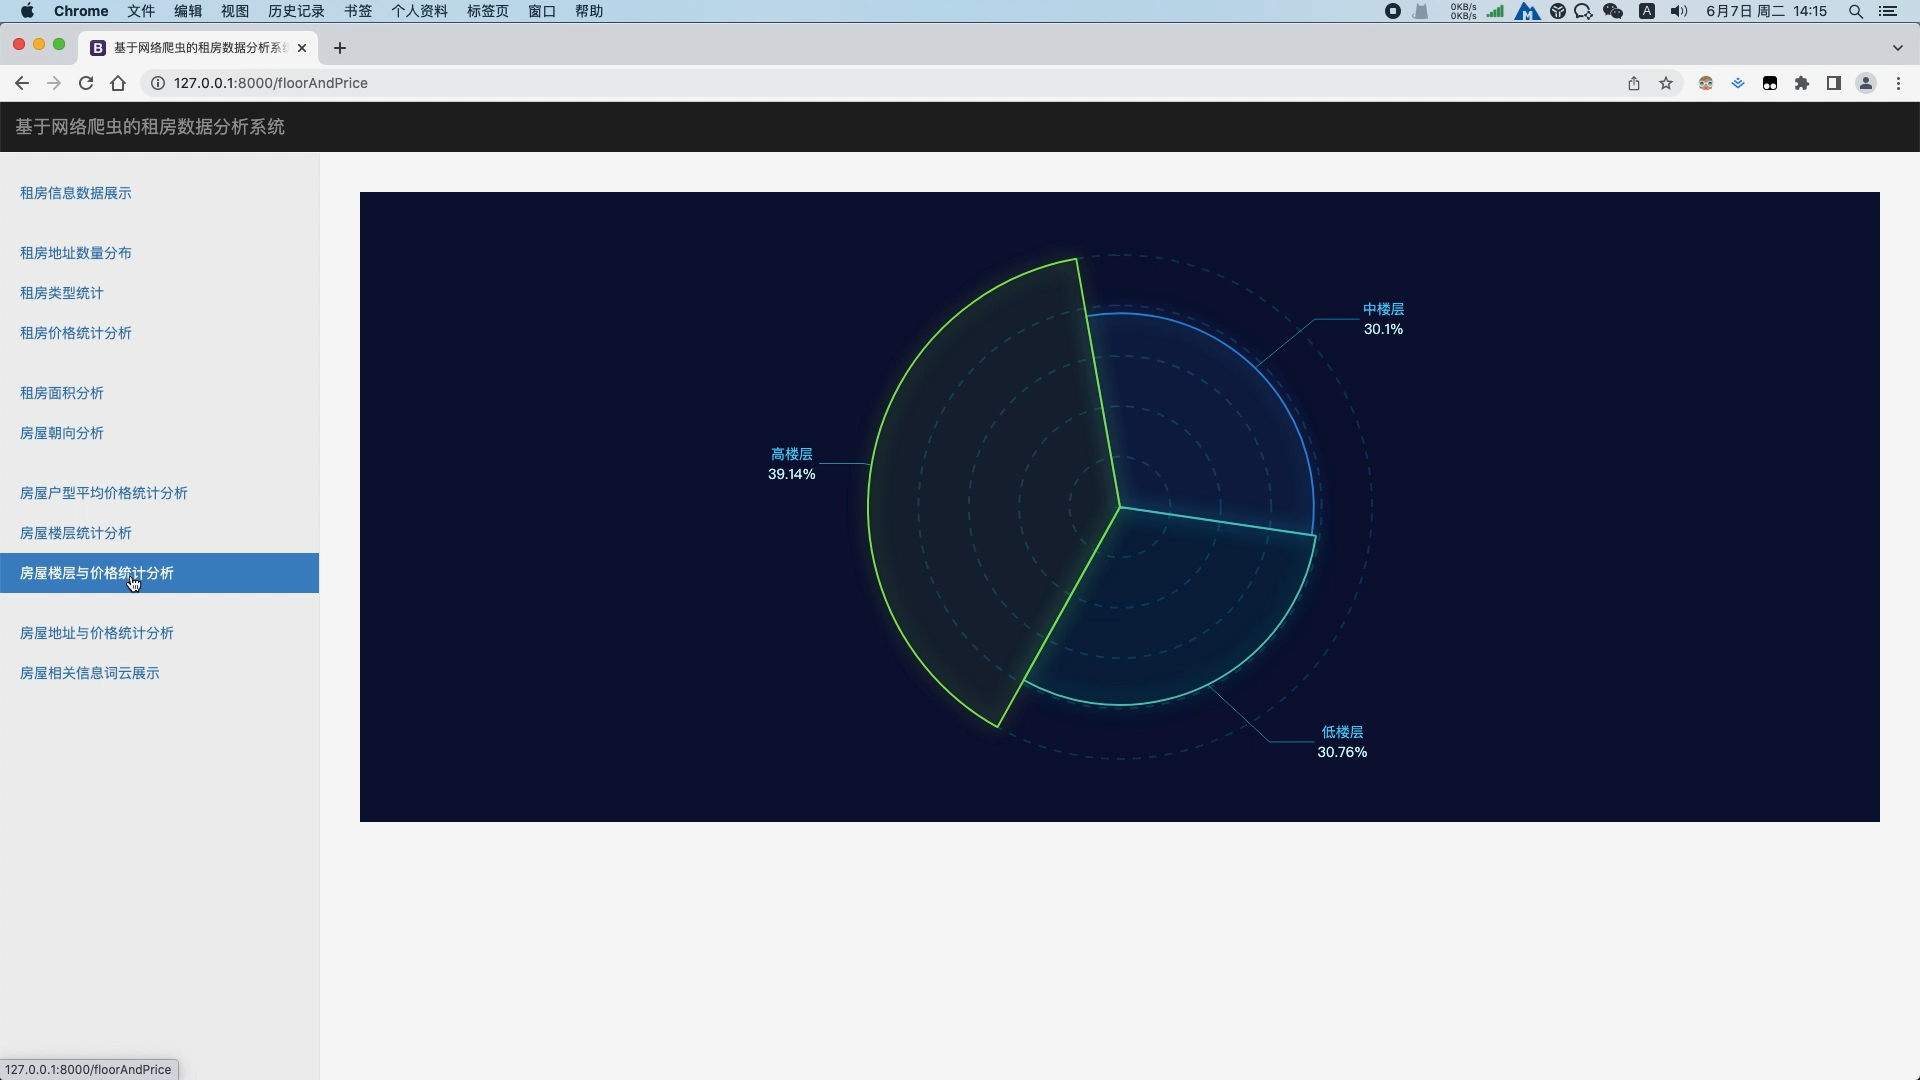 Chrome 文件 编辑 视图 历史记录 书签 个人资料 标签页 窗口 帮助
0KB/s
0KB/s
A
6月7日 周二 14:15
B 基于网络爬虫的租房数据分析系
127.0.0.1:8000/floorAndPrice
基于网络爬虫的租房数据分析系统
租房信息数据展示
租房地址数量分布
租房类型统计
租房价格统计分析
租房面积分析
房屋朝向分析
房屋户型平均价格统计分析
房屋楼层统计分析
房屋楼层与价格统计分析
房屋地址与价格统计分析
房屋相关信息词云展示
中楼层
30.1%
高楼层
39.14%
低楼层
30.76%
127.0.0.1:8000/floorAndPrice